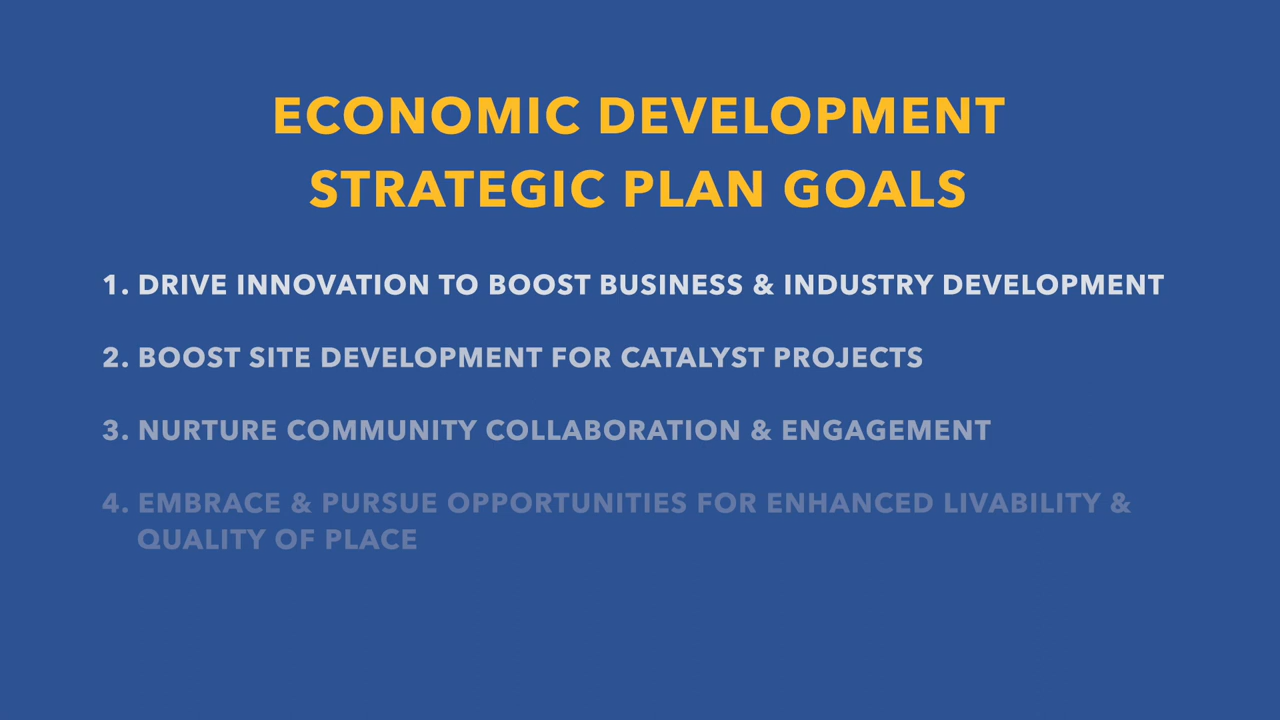 ECONOMIC DEVELOPMENT
STRATEGIC PLAN GOALS
1. DRIVE INNOVATION TO BOOST BUSINESS & INDUSTRY DEVELOPMENT
2. BOOST SITE DEVELOPMENT FOR CATALYST PROJECTS
3. NURTURE COMMUNITY COLLABORATION & ENGAGEMENT
4. EMBRACE & PURSUE OPPORTUNITIES FOR ENHANCED LIVABILITY &
QUALITY OF PLACE